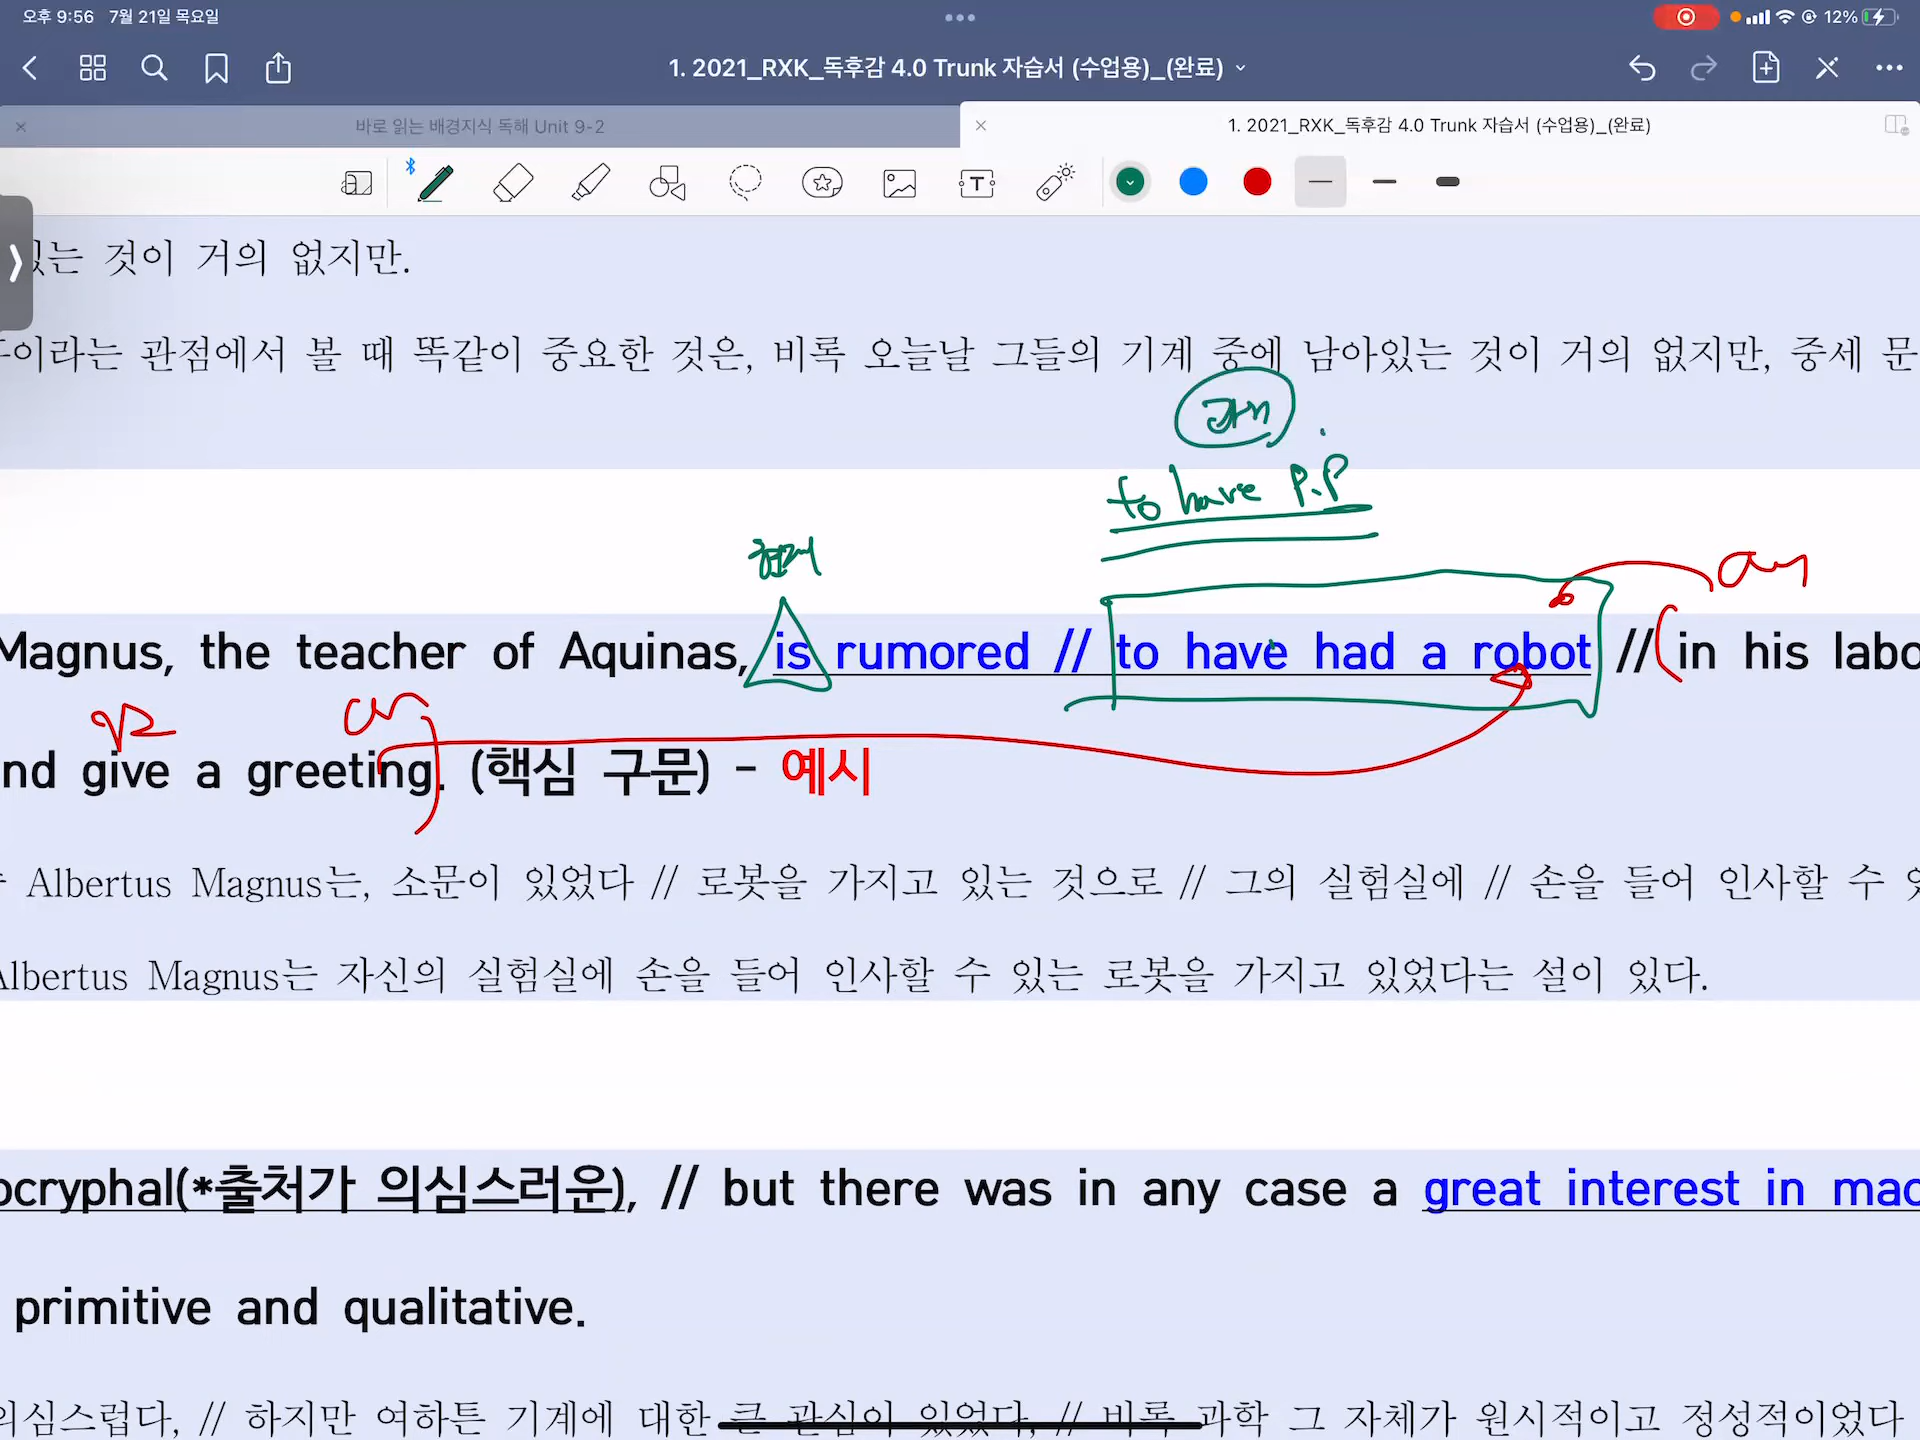 오후 9:56 7월 21일 목요일
12%
1. 2021_RXK_독후감 4.0 Trunk 자습서 (수업용)_(완료)
바로 읽는 배경지식 독해 Unit 9-2
1. 2021_RXK_독후감 4.0 Trunk 자습서 (수업용)_(완료)
있는 것이 거의 없지만.
이라는 관점에서 볼 때 똑같이 중요한 것은, 비록 오늘날 그들의 기계 중에 남아있는 것이 거의 없지만, 중세 문
to have P.P
현재
Magnus, the teacher of Aquinas, is rumored // to have had a robot // (in his labo
nd give a greeting. (핵심 구문) - 예시
Albertus Magnus는, 소문이 있었다 // 로봇을 가지고 있는 것으로 // 그의 실험실에 // 손을 들어 인사할 수 있
Albertus Magnus는 자신의 실험실에 손을 들어 인사할 수 있는 로봇을 가지고 있었다는 설이 있다.
ocryphal(*출처가 의심스러운), // but there was in any case a great interest in mac
primitive and qualitative.
의심스럽다, // 하지만 여하튼 기계에 대한 큰 관심이 있었다, // 비록 과학 그 자체가 원시적이고 정성적이었다